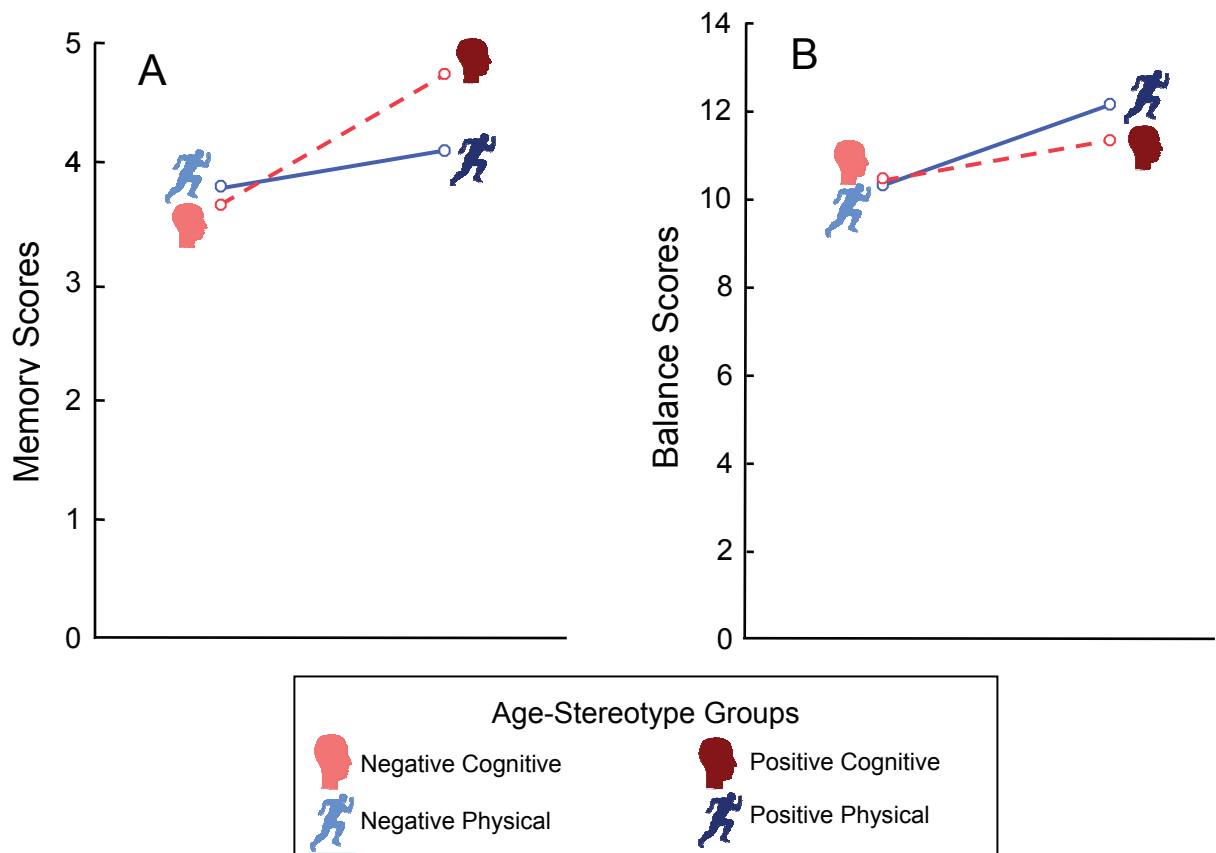 A
5
4
3
2
1
0
Memory Scores
B
14
12
10
8
6
4
2
0
Balance Scores
Age-Stereotype Groups
Negative Cognitive
Positive Cognitive
Negative Physical
Positive Physical